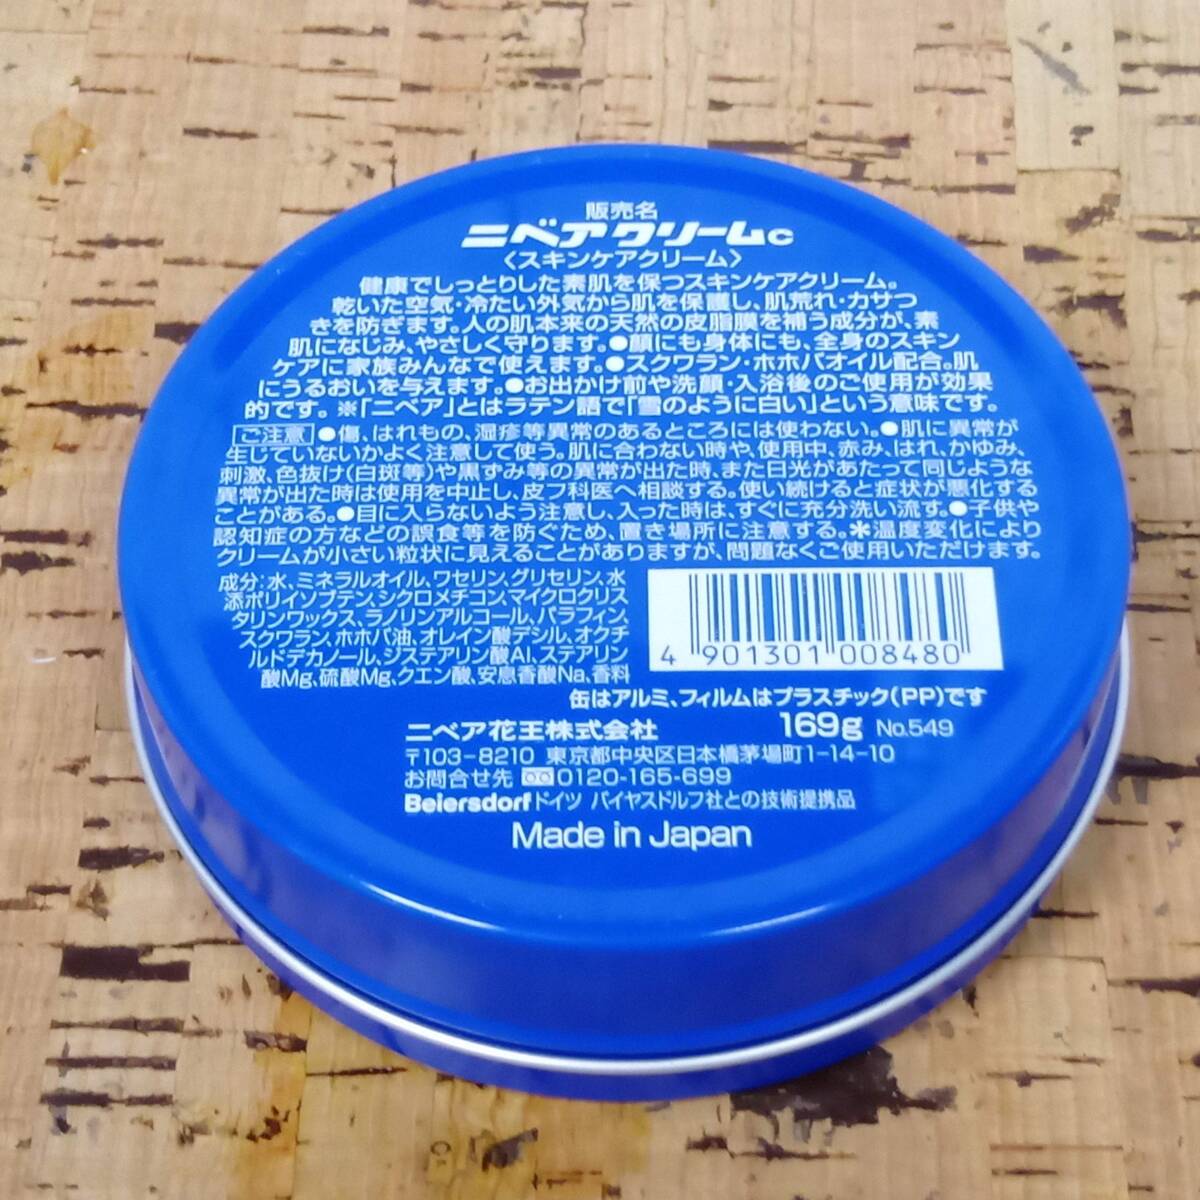 販売名
ニベアクリームc
〈スキンケアクリーム〉
健康でしっとりした素肌を保つスキンケアクリーム。
乾いた空気・冷たい外気から肌を保護し、肌荒れ・カサつ
きを防ぎます。人の肌本来の天然の皮脂膜を補う成分が、素
肌になじみ、やさしく守ります。●顔にも身体にも、全身のスキン
ケアに家族みんなで使えます。●スクワラン・ホホバオイル配合。肌
にうるおいを与えます。●お出かけ前や洗顔・入浴後のご使用が効果
的です。※「ニベア」とはラテン語で「雪のように白い」という意味です。
ご注意 ●傷、はれもの、湿疹等異常のあるところには使わない。●肌に異常が
生じていないかよく注意して使う。肌に合わない時や、使用中、赤み、はれ、かゆみ、
刺激、色抜け(白斑等)や黒ずみ等の異常が出た時、また日光があたって同じような
異常が出た時は使用を中止し、皮フ科医へ相談する。使い続けると症状が悪化する
ことがある。●目に入らないよう注意し、入った時は、すぐに充分洗い流す。●子供や
認知症の方などの誤食等を防ぐため、置き場所に注意する。＊温度変化により
クリームが小さい粒状に見えることがありますが、問題なくご使用いただけます。
成分:水、ミネラルオイル、ワセリン、グリセリン、水
添ポリイソブテン、シクロメチコン、マイクロクリス
タリンワックス、ラノリンアルコール、パラフィン、
スクワラン、ホホバ油、オレイン酸デシル、オクチ
ルドデカノール、ジステアリン酸Al、ステアリン
酸Mg、硫酸Mg、クエン酸、安息香酸Na、香料
4 901301 008480
缶はアルミ、フィルムはプラスチック(PP)です
ニベア花王株式会社 169g No.549
〒103-8210 東京都中央区日本橋茅場町1-14-10
お問合せ先 0120-165-699
Beiersdorf ドイツ バイヤスドルフ社との技術提携品
Made in Japan